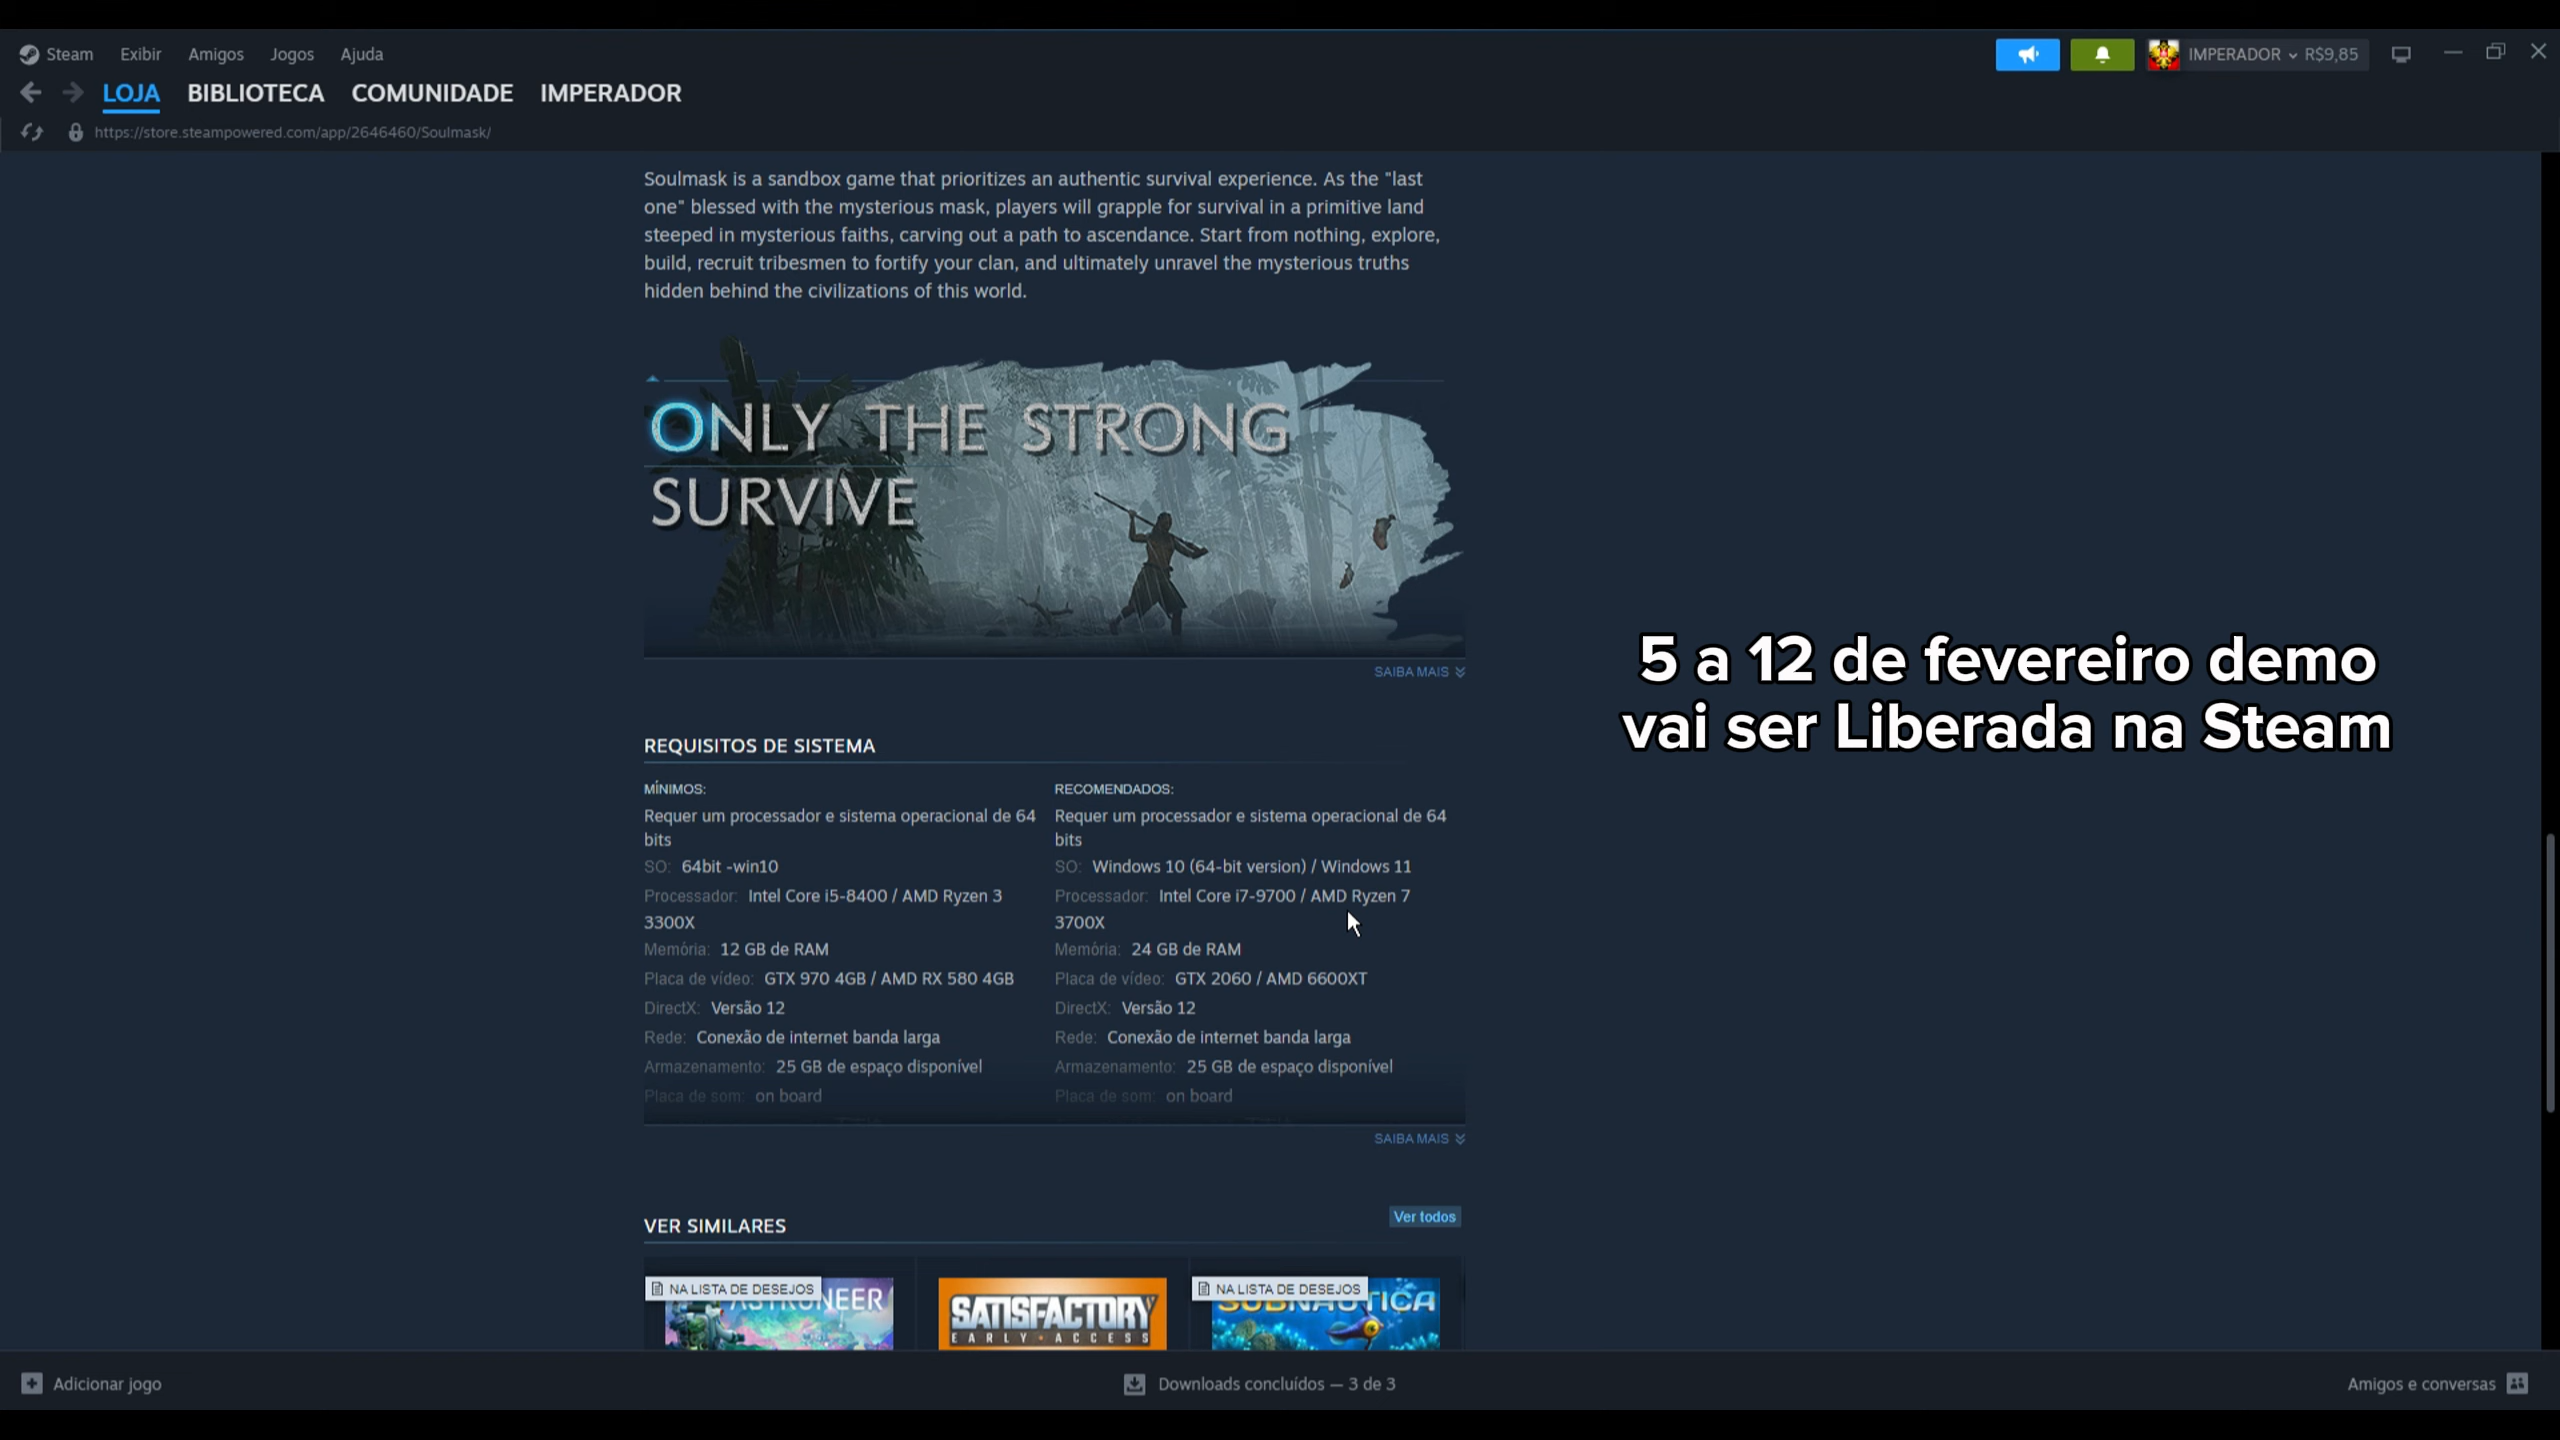 Steam Exibir Amigos Jogos Ajuda
IMPERADOR R$9,85
LOJA BIBLIOTECA COMUNIDADE IMPERADOR
https://store.steampowered.com/app/2646460/Soulmask/
Soulmask is a sandbox game that prioritizes an authentic survival experience. As the "last
one" blessed with the mysterious mask, players will grapple for survival in a primitive land
steeped in mysterious faiths, carving out a path to ascendance. Start from nothing, explore,
build, recruit tribesmen to fortify your clan, and ultimately unravel the mysterious truths
hidden behind the civilizations of this world.
ONLY THE STRONG
SURVIVE
SAIBA MAIS
5 a 12 de fevereiro demo
vai ser Liberada na Steam
REQUISITOS DE SISTEMA
MÍNIMOS:
Requer um processador e sistema operacional de 64
bits
SO: 64bit -win10
Processador: Intel Core i5-8400 / AMD Ryzen 3
3300X
Memória: 12 GB de RAM
Placa de vídeo: GTX 970 4GB / AMD RX 580 4GB
DirectX: Versão 12
Rede: Conexão de internet banda larga
Armazenamento: 25 GB de espaço disponível
Placa de som: on board
RECOMENDADOS:
Requer um processador e sistema operacional de 64
bits
SO: Windows 10 (64-bit version) / Windows 11
Processador: Intel Core i7-9700 / AMD Ryzen 7
3700X
Memória: 24 GB de RAM
Placa de vídeo: GTX 2060 / AMD 6600XT
DirectX: Versão 12
Rede: Conexão de internet banda larga
Armazenamento: 25 GB de espaço disponível
Placa de som: on board
SAIBA MAIS
VER SIMILARES
Ver todos
NA LISTA DE DESEJOS
ASTRONEER
SATISFACTORY
EARLY ACCESS
NA LISTA DE DESEJOS
SUBNAUTICA
Adicionar jogo
Downloads concluídos — 3 de 3
Amigos e conversas